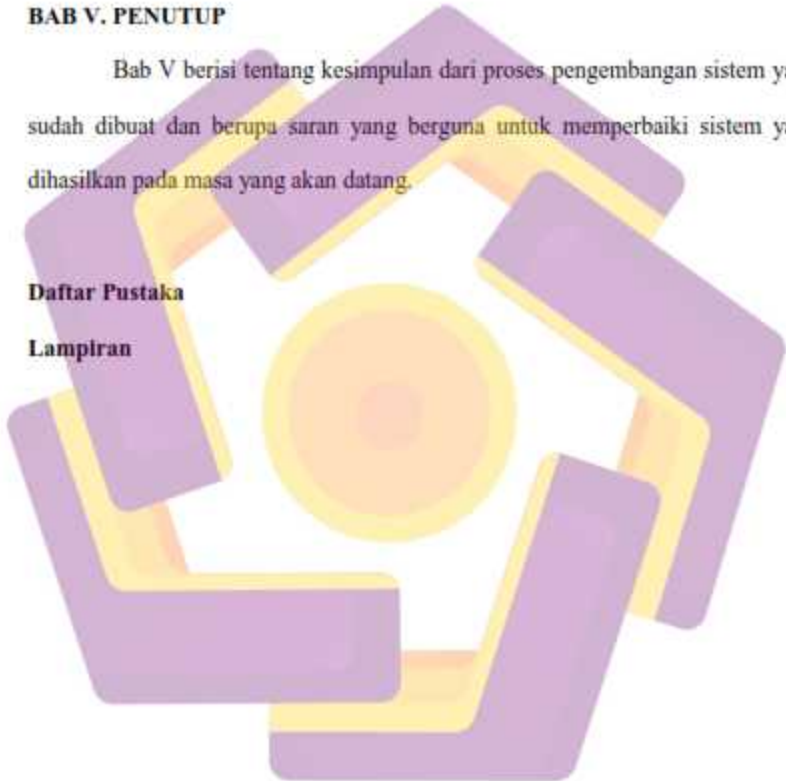 BAB V. PENUTUP
Bab V berisi tentang kesimpulan dari proses pengembangan sistem
sudah dibuat dan berupa saran yang berguna untuk memperbaiki sistem
dihasilkan pada masa yang akan datang.
Daftar Pustaka
Lampiran